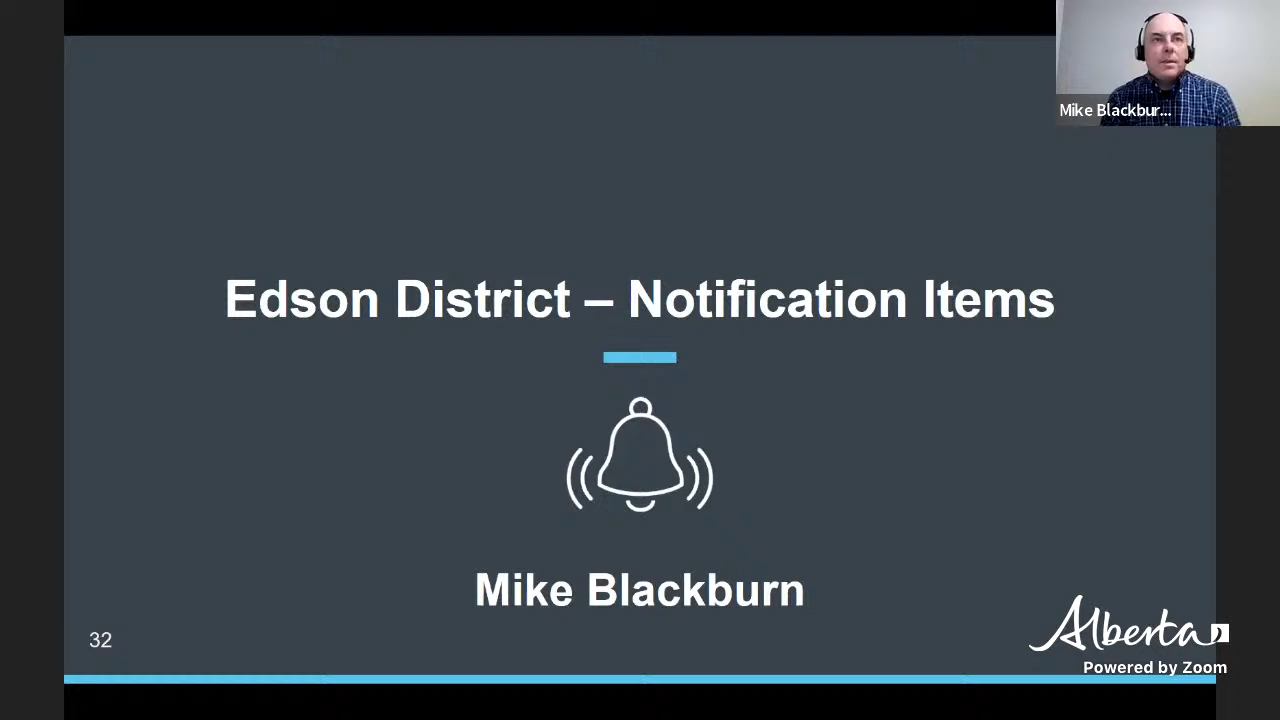 Mike Blackbur...
Edson District – Notification Items
Mike Blackburn
32
Alberta
Powered by Zoom